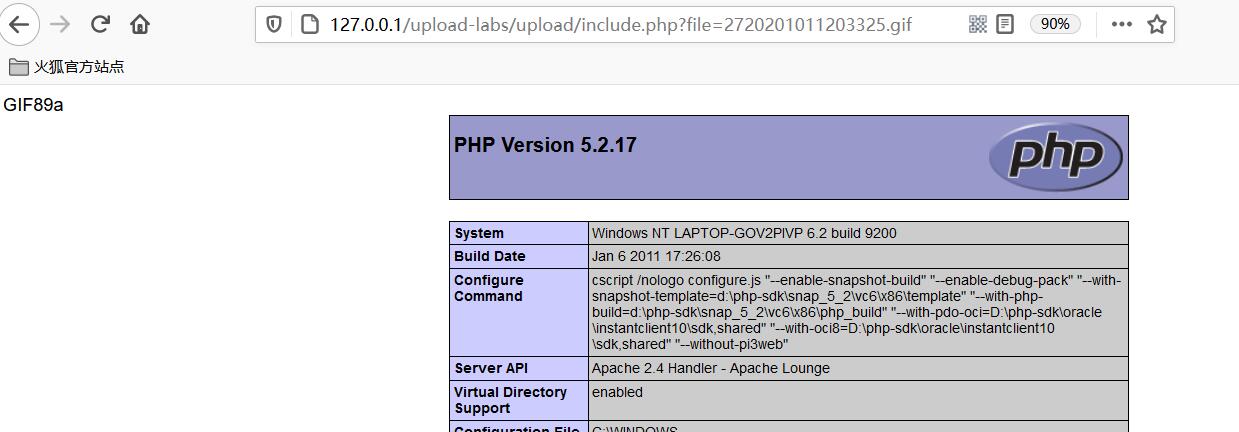 127.0.0.1/upload-labs/upload/include.php?file=2720201011203325.gif
90%
火狐官方站点
GIF89a
PHP Version 5.2.17
php
System
Windows NT LAPTOP-GOV2PIVP 6.2 build 9200
Build Date
Jan 6 2011 17:26:08
Configure
Command
cscript /nologo configure.js "--enable-snapshot-build" "--enable-debug-pack" "--with-
snapshot-template=d:\php-sdk\snap_5_2\vc6\x86\template" "--with-php-
build=d:\php-sdk\snap_5_2\vc6\x86\php_build" "--with-pdo-oci=D:\php-sdk\oracle
\instantclient10\sdk,shared" "--with-oci8=D:\php-sdk\oracle\instantclient10
\sdk,shared" "--without-pi3web"
Server API
Apache 2.4 Handler - Apache Lounge
Virtual Directory
Support
enabled
Configuration File
C:\WINDOWS